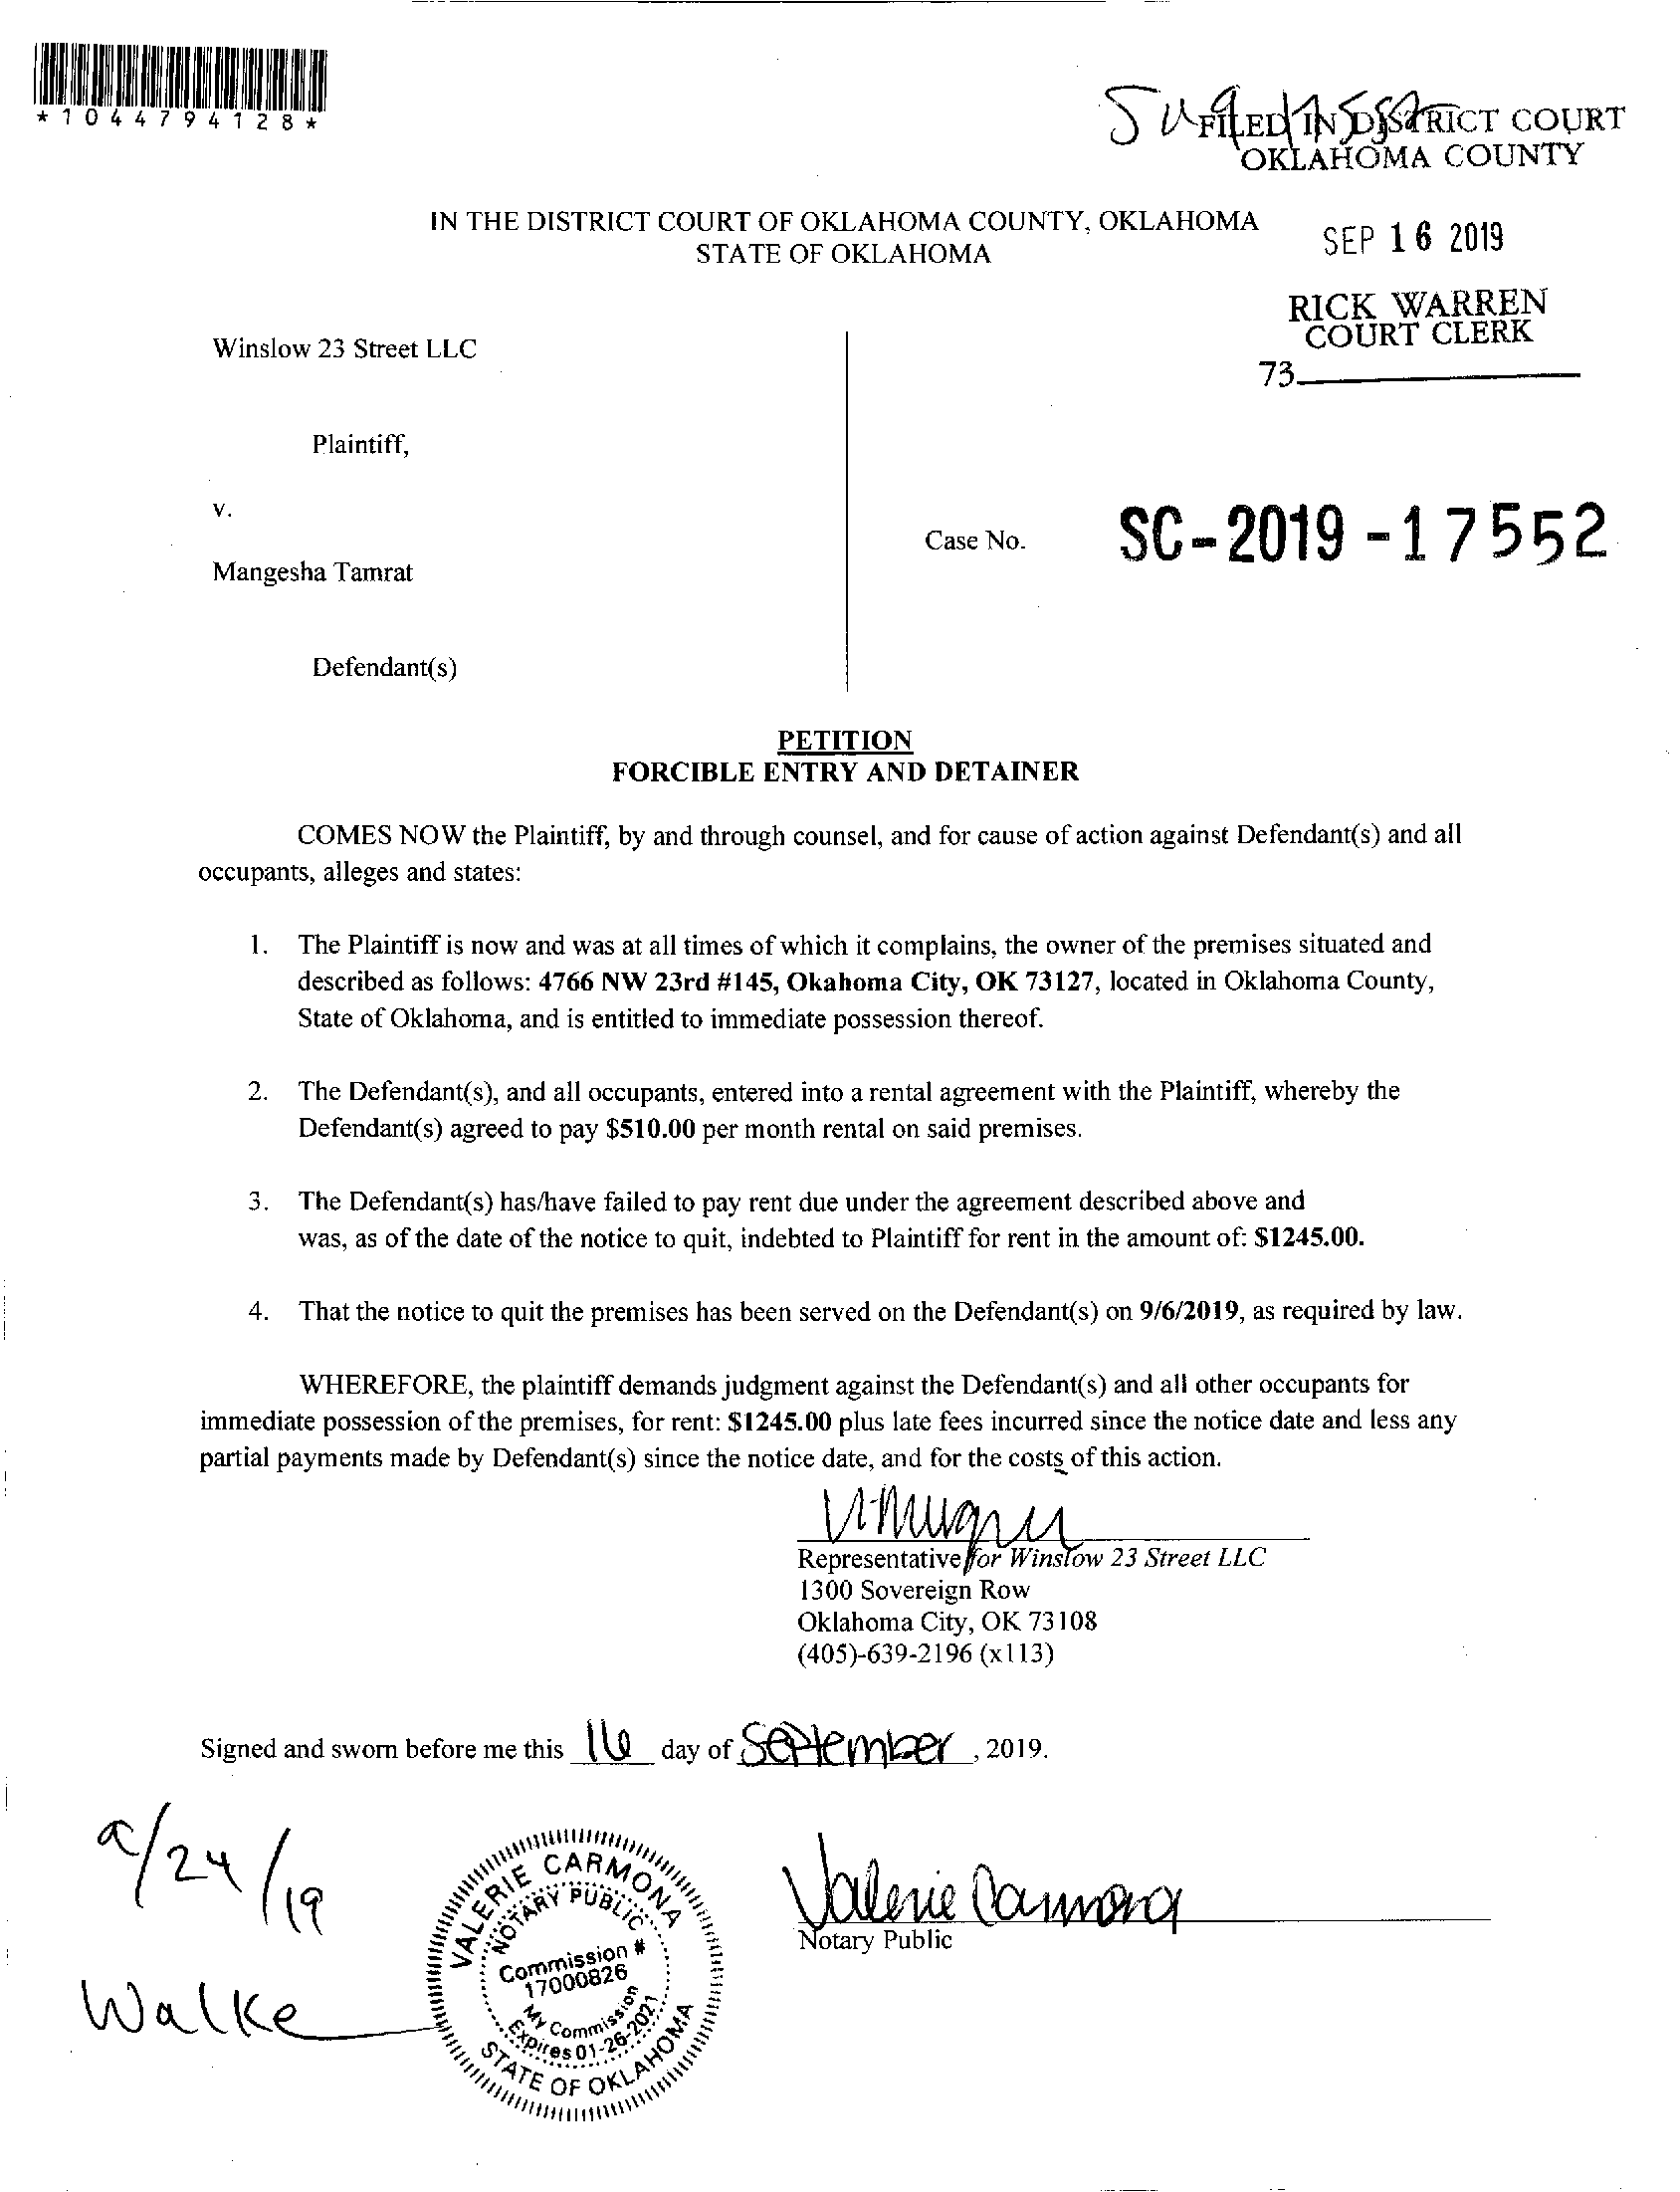 *1044794128*
FILED IN DISTRICT COURT
OKLAHOMA COUNTY
IN THE DISTRICT COURT OF OKLAHOMA COUNTY, OKLAHOMA
STATE OF OKLAHOMA
SEP 16 2019
RICK WARREN
COURT CLERK
73
Winslow 23 Street LLC
Plaintiff,
v.
Case No. SC-2019-17552
Mangesha Tamrat
Defendant(s)
PETITION
FORCIBLE ENTRY AND DETAINER
COMES NOW the Plaintiff, by and through counsel, and for cause of action against Defendant(s) and all
occupants, alleges and states:
1. The Plaintiff is now and was at all times of which it complains, the owner of the premises situated and
described as follows: 4766 NW 23rd #145, Okahoma City, OK 73127, located in Oklahoma County,
State of Oklahoma, and is entitled to immediate possession thereof.
2. The Defendant(s), and all occupants, entered into a rental agreement with the Plaintiff, whereby the
Defendant(s) agreed to pay $510.00 per month rental on said premises.
3. The Defendant(s) has/have failed to pay rent due under the agreement described above and
was, as of the date of the notice to quit, indebted to Plaintiff for rent in the amount of: $1245.00.
4. That the notice to quit the premises has been served on the Defendant(s) on 9/6/2019, as required by law.
WHEREFORE, the plaintiff demands judgment against the Defendant(s) and all other occupants for
immediate possession of the premises, for rent: $1245.00 plus late fees incurred since the notice date and less any
partial payments made by Defendant(s) since the notice date, and for the costs of this action.
Representative for Winslow 23 Street LLC
1300 Sovereign Row
Oklahoma City, OK 73108
(405)-639-2196 (x113)
Signed and sworn before me this 16 day of September, 2019.
9/24/19
Walke
VALERIE CARMONA
NOTARY PUBLIC
Commission #
17000826
My Commission
Expires 01-26-2021
STATE OF OKLAHOMA
Valerie Carmona
Notary Public